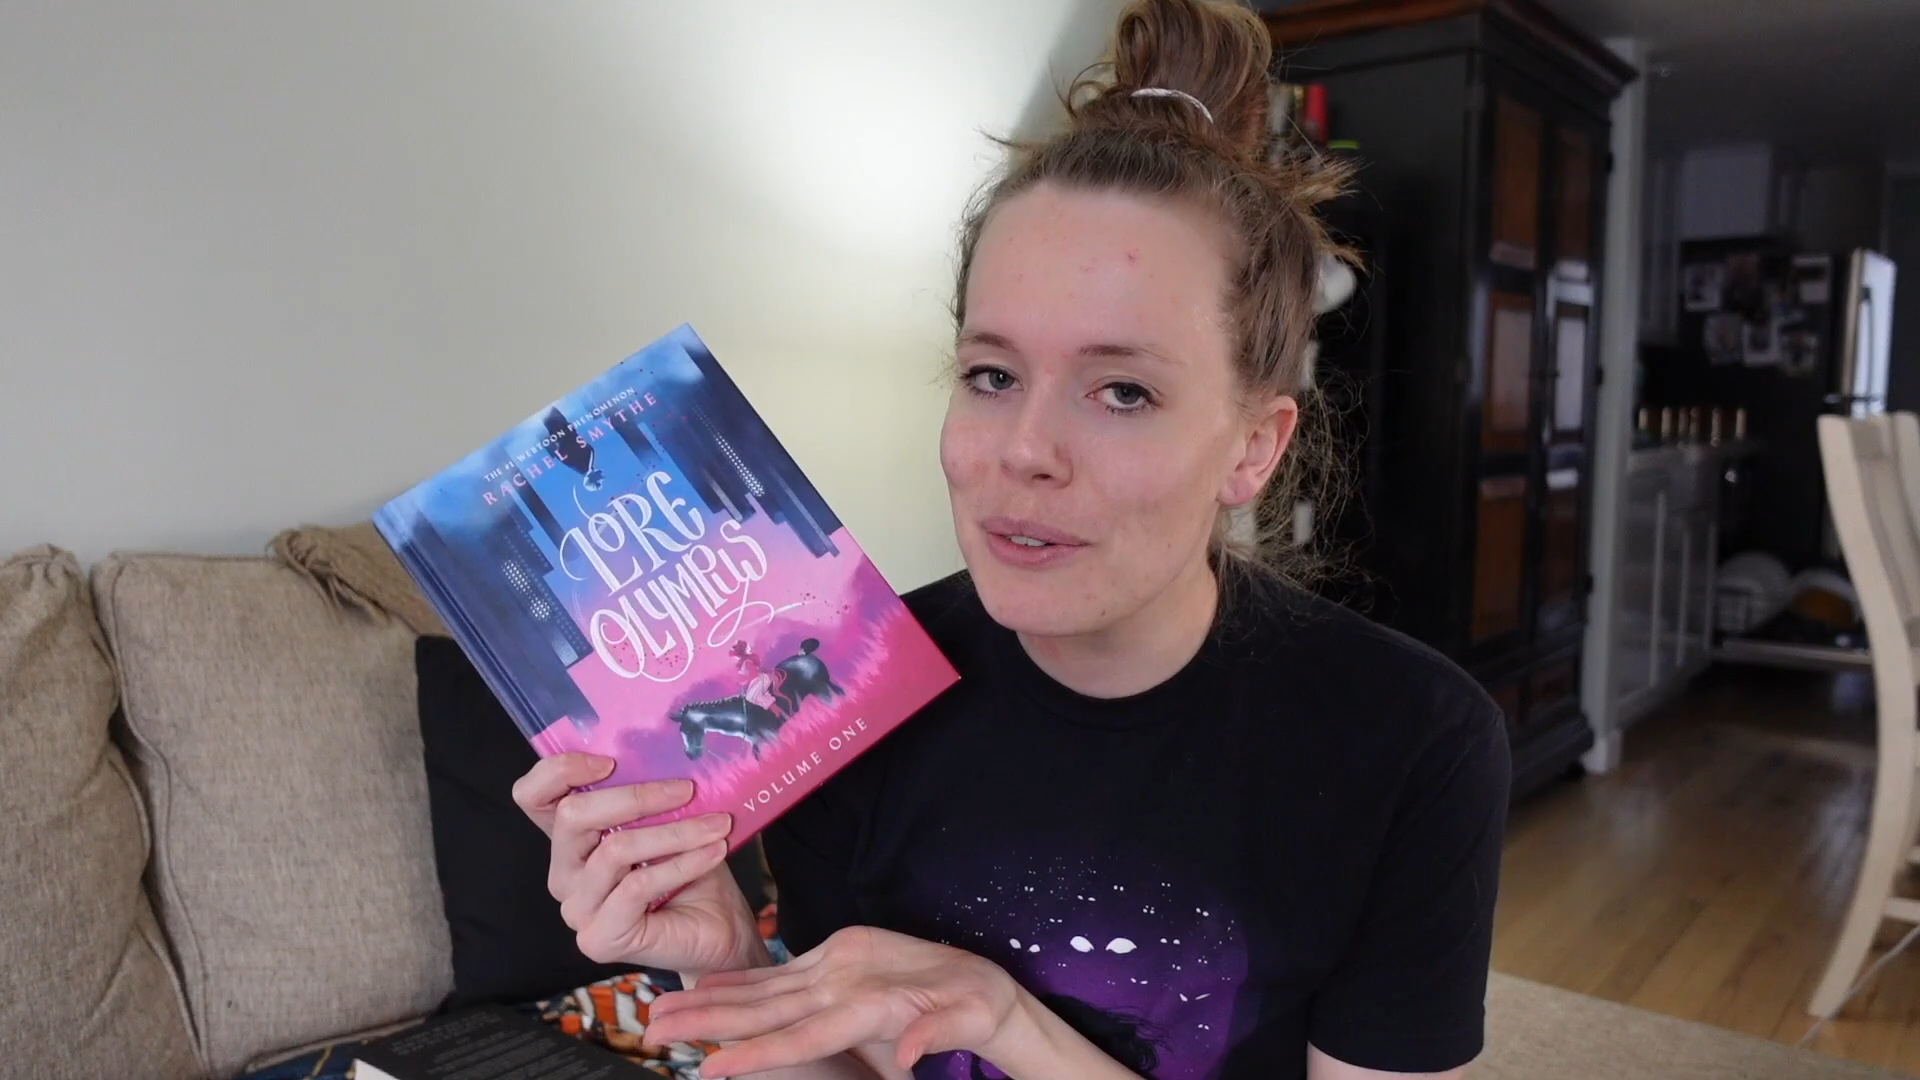 THE #1 WEBTOON PHENOMENON
RACHEL SMYTHE
LORE
OLYMPUS
VOLUME ONE